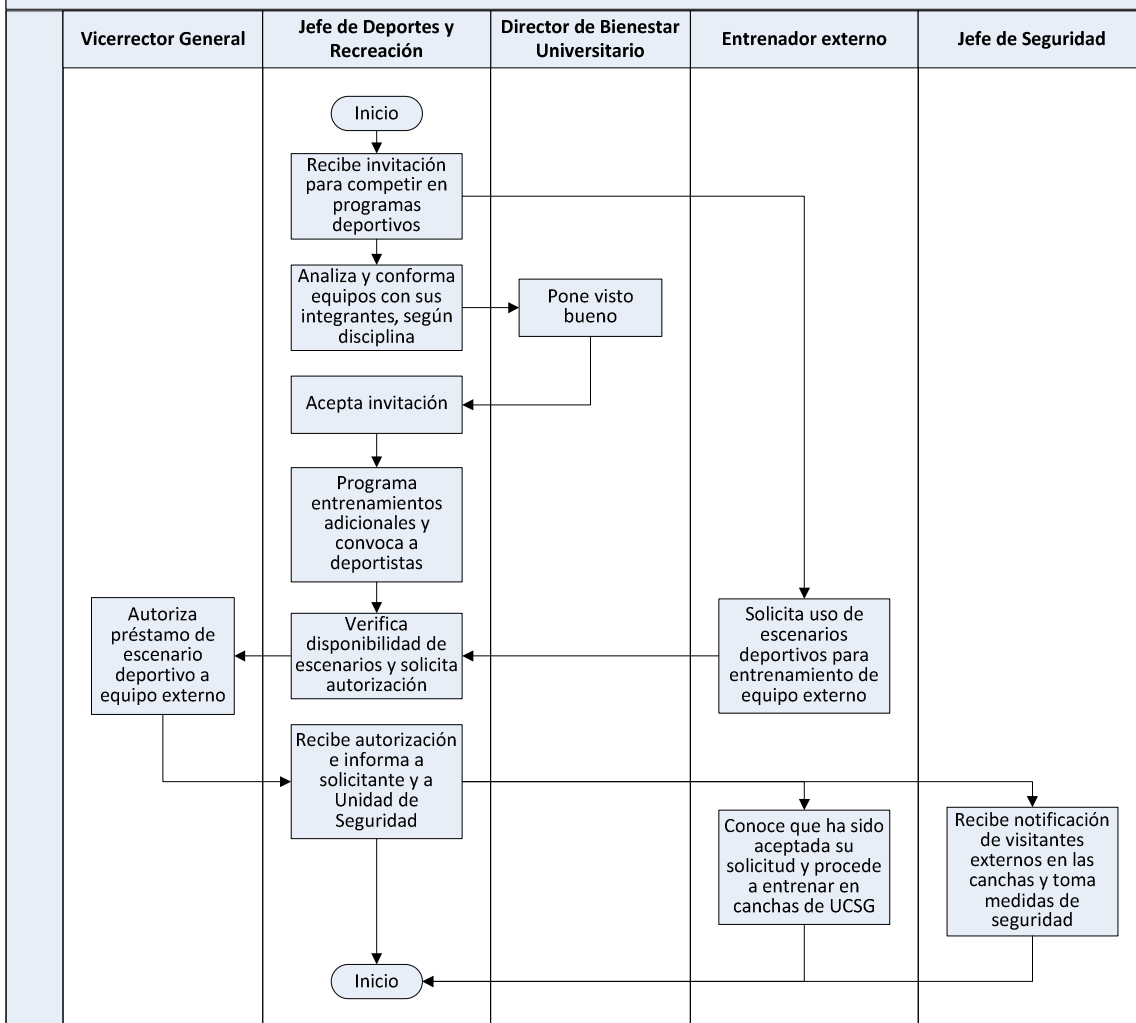 Vicerrector General
Jefe de Deportes y
Recreación
Director de Bienestar
Universitario
Entrenador externo
Jefe de Seguridad
Inicio
Recibe invitación
para competir en
programas
deportivos
Analiza y conforma
equipos con sus
integrantes, según
disciplina
Pone visto
bueno
Acepta invitación
Programa
entrenamientos
adicionales y
convoca a
deportistas
Autoriza
préstamo de
escenario
deportivo a
equipo externo
Verifica
disponibilidad de
escenarios y solicita
autorización
Solicita uso de
escenarios
deportivos para
entrenamiento de
equipo externo
Recibe autorización
e informa a
solicitante y a
Unidad de
Seguridad
Conoce que ha sido
aceptada su
solicitud y procede
a entrenar en
canchas de UCSG
Recibe notificación
de visitantes
externos en las
canchas y toma
medidas de
seguridad
Inicio